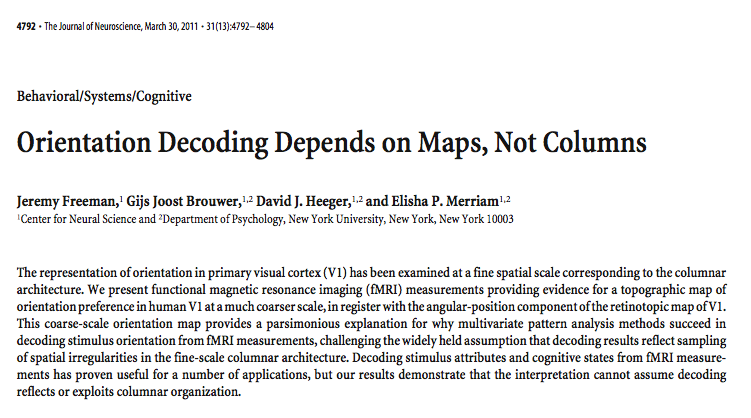 4792 • The Journal of Neuroscience, March 30, 2011 • 31(13):4792–4804
Behavioral/Systems/Cognitive
Orientation Decoding Depends on Maps, Not Columns
Jeremy Freeman,¹ Gijs Joost Brouwer,¹,² David J. Heeger,¹,² and Elisha P. Merriam¹,²
¹Center for Neural Science and ²Department of Psychology, New York University, New York, New York 10003
The representation of orientation in primary visual cortex (V1) has been examined at a fine spatial scale corresponding to the columnar
architecture. We present functional magnetic resonance imaging (fMRI) measurements providing evidence for a topographic map of
orientation preference in human V1 at a much coarser scale, in register with the angular-position component of the retinotopic map of V1.
This coarse-scale orientation map provides a parsimonious explanation for why multivariate pattern analysis methods succeed in
decoding stimulus orientation from fMRI measurements, challenging the widely held assumption that decoding results reflect sampling
of spatial irregularities in the fine-scale columnar architecture. Decoding stimulus attributes and cognitive states from fMRI measure-
ments has proven useful for a number of applications, but our results demonstrate that the interpretation cannot assume decoding
reflects or exploits columnar organization.